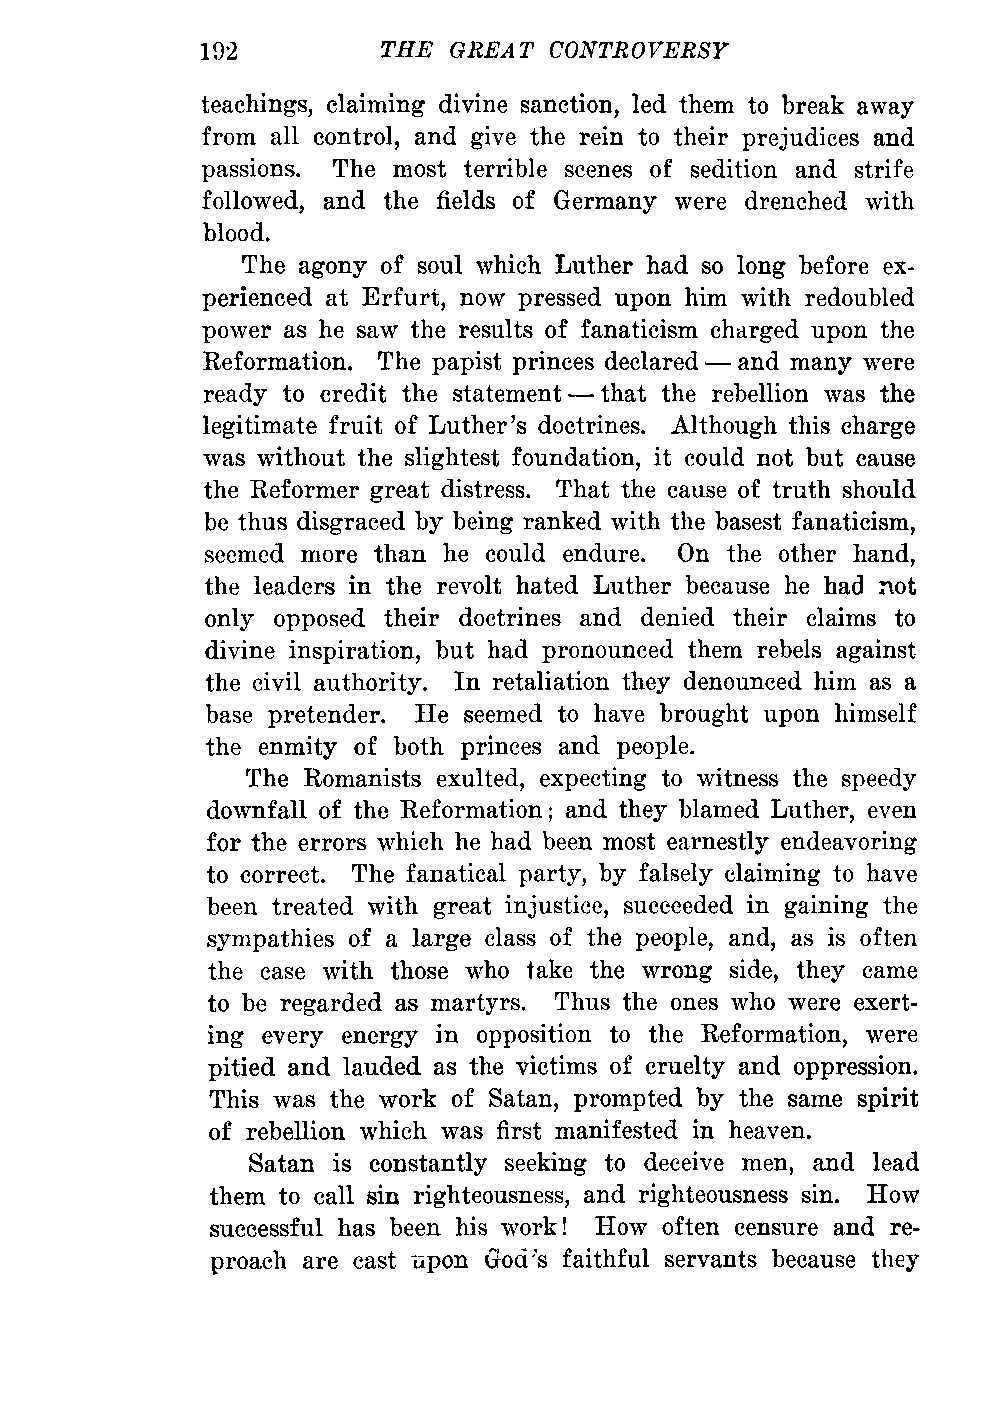 192 THE GREAT CONTROVERSY
teachings, claiming divine sanction, led them to break away
from all control, and give the rein to their prejudices and
passions. The most terrible scenes of sedition and strife
followed, and the fields of Germany were drenched with
blood.
The agony of soul which Luther had so long before ex-
perienced at Erfurt, now pressed upon him with redoubled
power as he saw the results of fanaticism charged upon the
Reformation. The papist princes declared — and many were
ready to credit the statement — that the rebellion was the
legitimate fruit of Luther's doctrines. Although this charge
was without the slightest foundation, it could not but cause
the Reformer great distress. That the cause of truth should
be thus disgraced by being ranked with the basest fanaticism,
seemed more than he could endure. On the other hand,
the leaders in the revolt hated Luther because he had not
only opposed their doctrines and denied their claims to
divine inspiration, but had pronounced them rebels against
the civil authority. In retaliation they denounced him as a
base pretender. He seemed to have brought upon himself
the enmity of both princes and people.
The Romanists exulted, expecting to witness the speedy
downfall of the Reformation; and they blamed Luther, even
for the errors which he had been most earnestly endeavoring
to correct. The fanatical party, by falsely claiming to have
been treated with great injustice, succeeded in gaining the
sympathies of a large class of the people, and, as is often
the case with those who take the wrong side, they came
to be regarded as martyrs. Thus the ones who were exert-
ing every energy in opposition to the Reformation, were
pitied and lauded as the victims of cruelty and oppression.
This was the work of Satan, prompted by the same spirit
of rebellion which was first manifested in heaven.
Satan is constantly seeking to deceive men, and lead
them to call sin righteousness, and righteousness sin. How
successful has been his work! How often censure and re-
proach are cast upon God's faithful servants because they